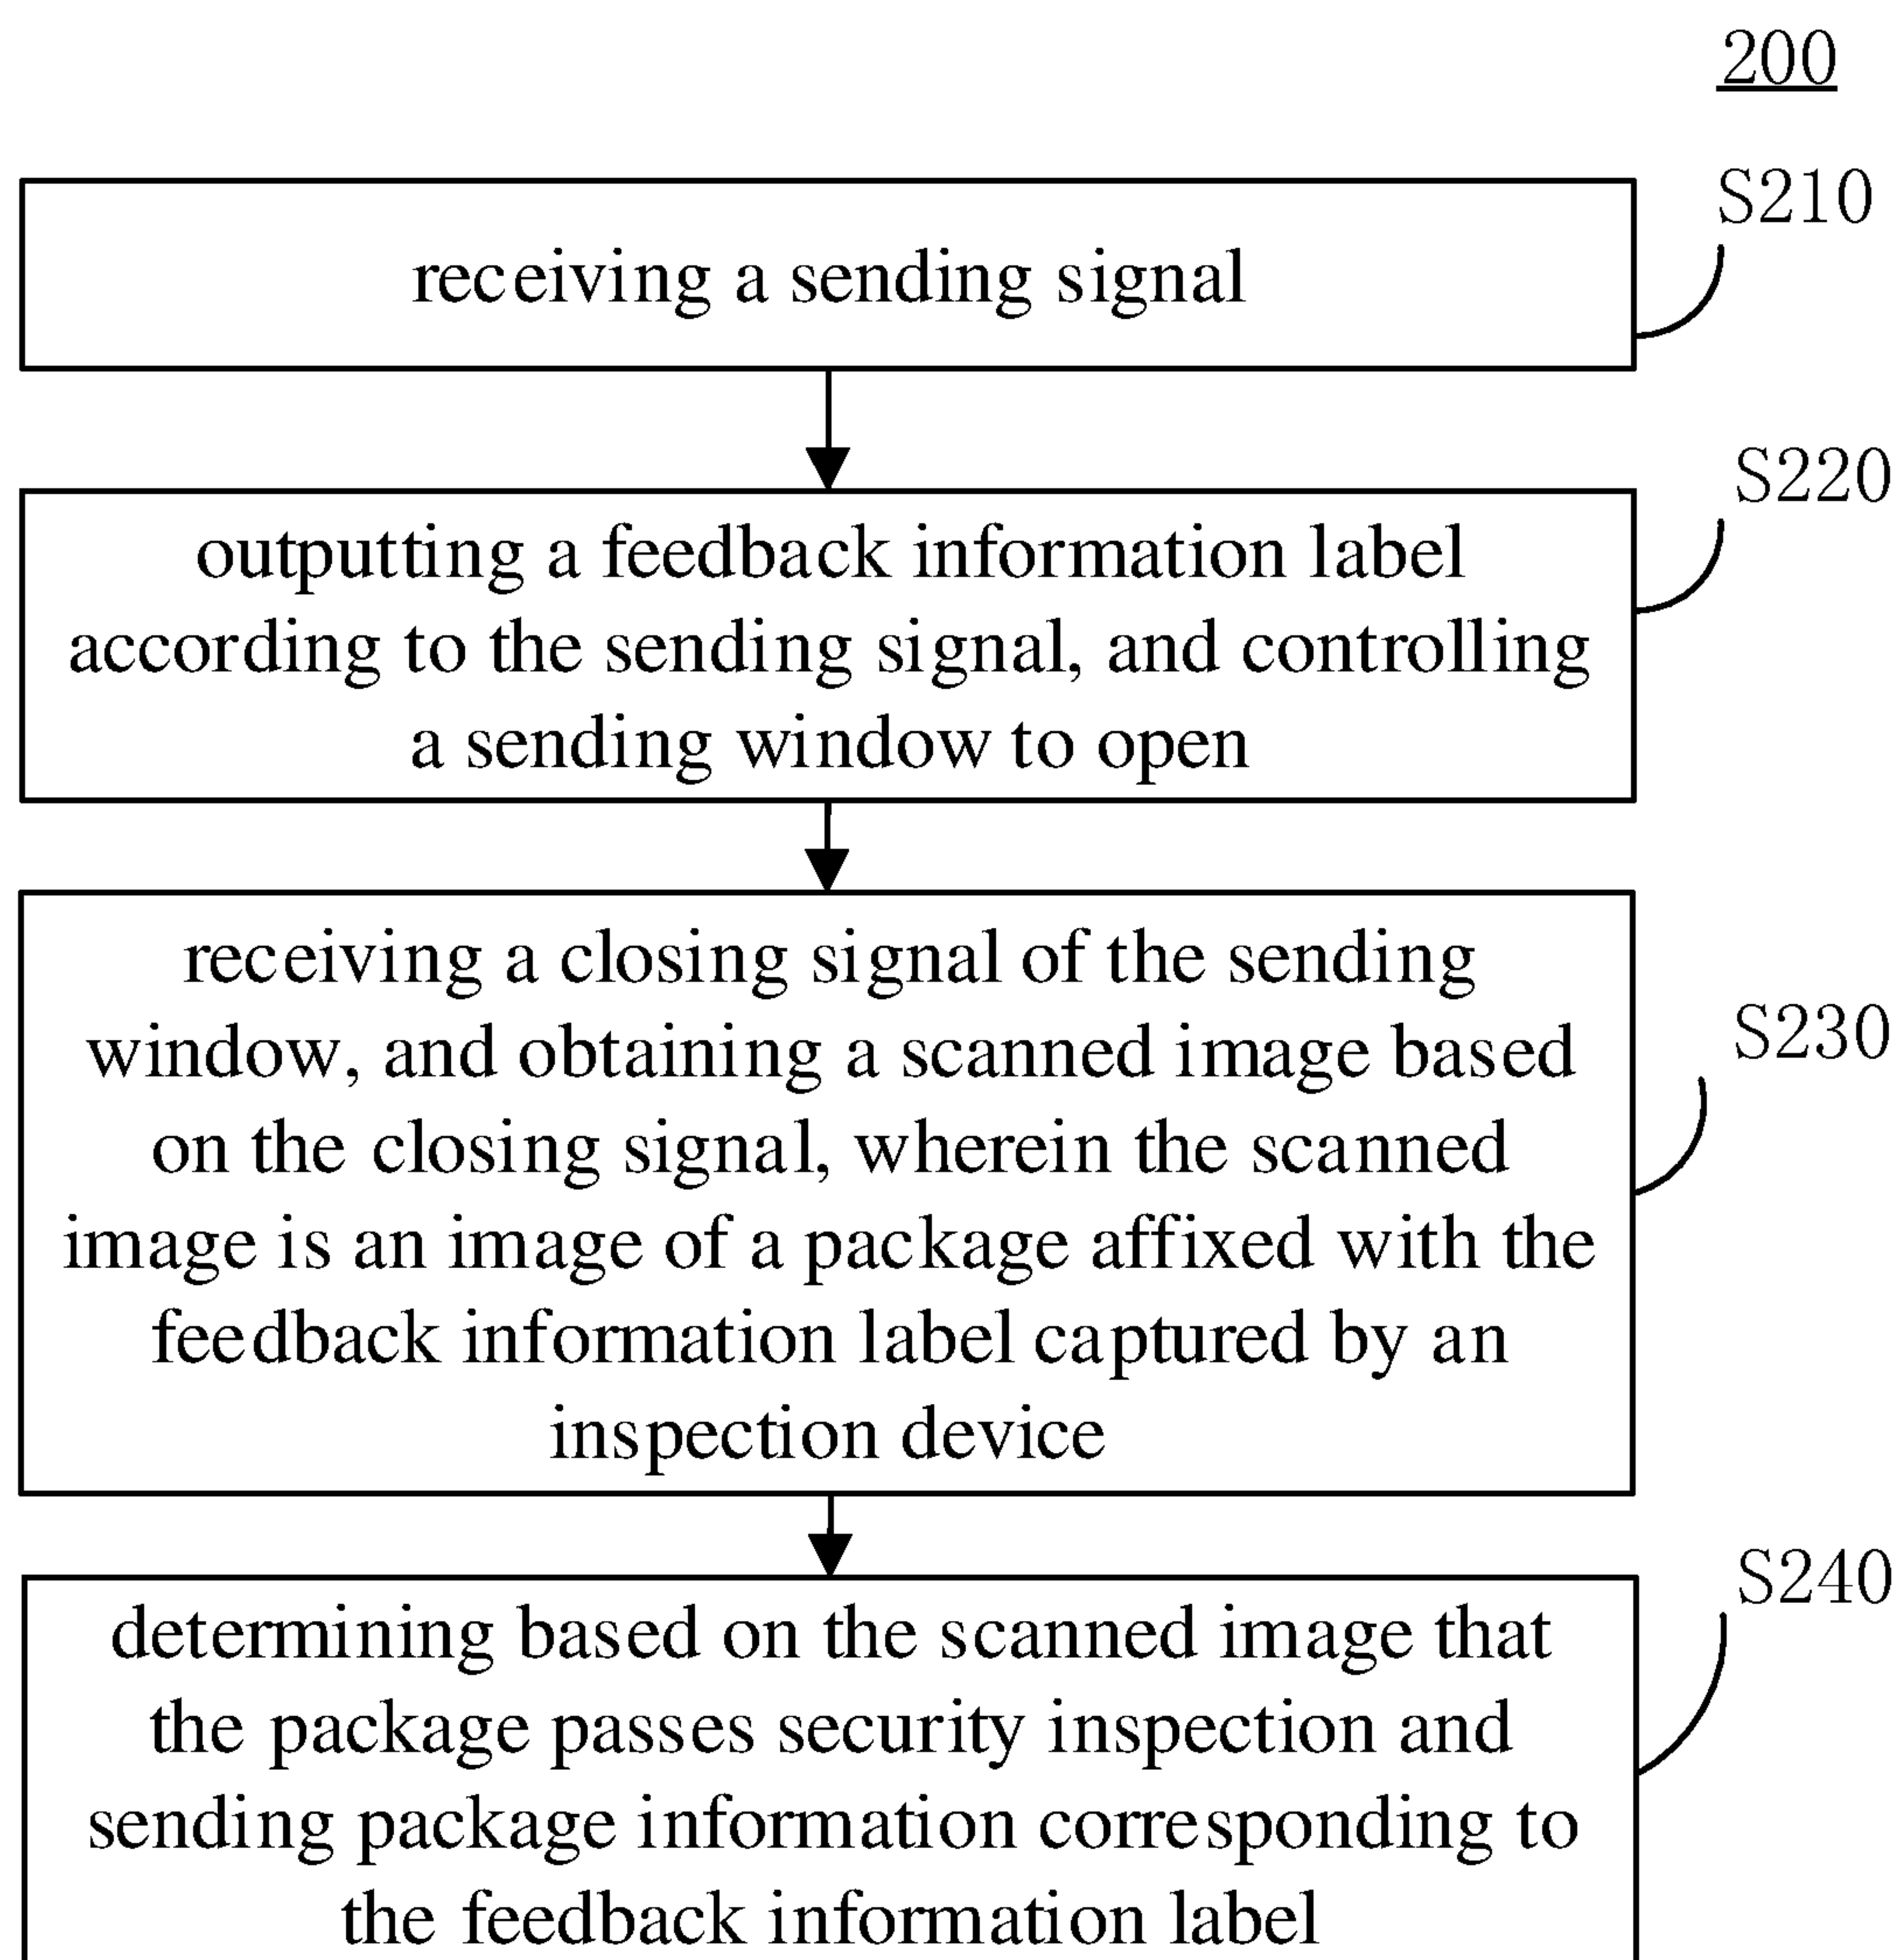 200
S210
receiving a sending signal
S220
outputting a feedback information label
according to the sending signal, and controlling
a sending window to open
S230
receiving a closing signal of the sending
window, and obtaining a scanned image based
on the closing signal, wherein the scanned
image is an image of a package affixed with the
feedback information label captured by an
inspection device
S240
determining based on the scanned image that
the package passes security inspection and
sending package information corresponding to
the feedback information label